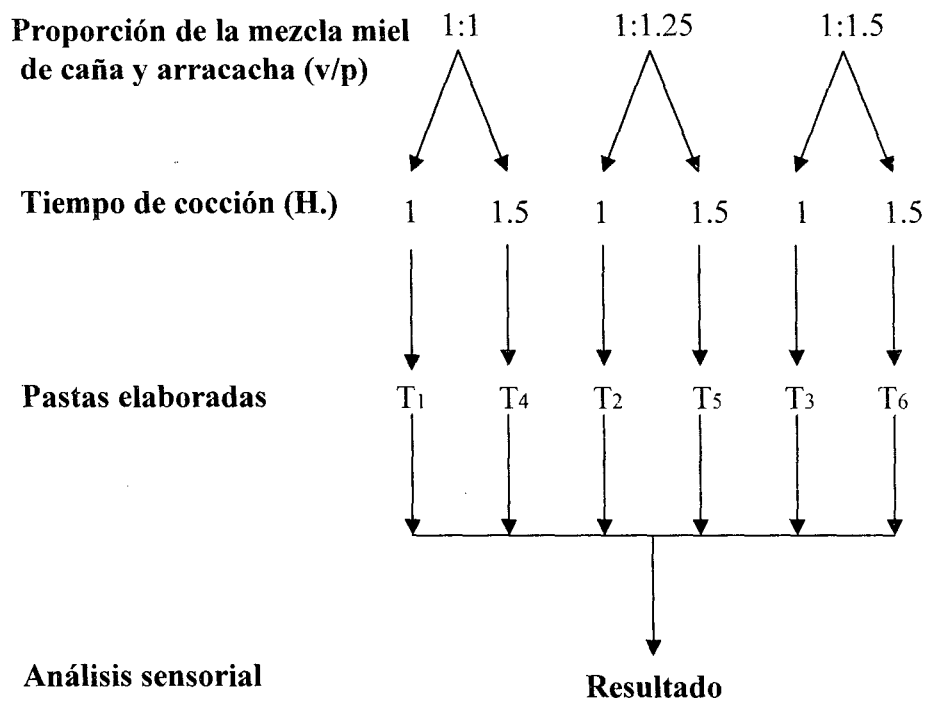 Proporción de la mezcla miel 1:1 1:1.25 1:1.5
de caña y arracacha (v/p)
Tiempo de cocción (H.) 1 1.5 1 1.5 1 1.5
Pastas elaboradas T1 T4 T2 T5 T3 T6
Análisis sensorial Resultado